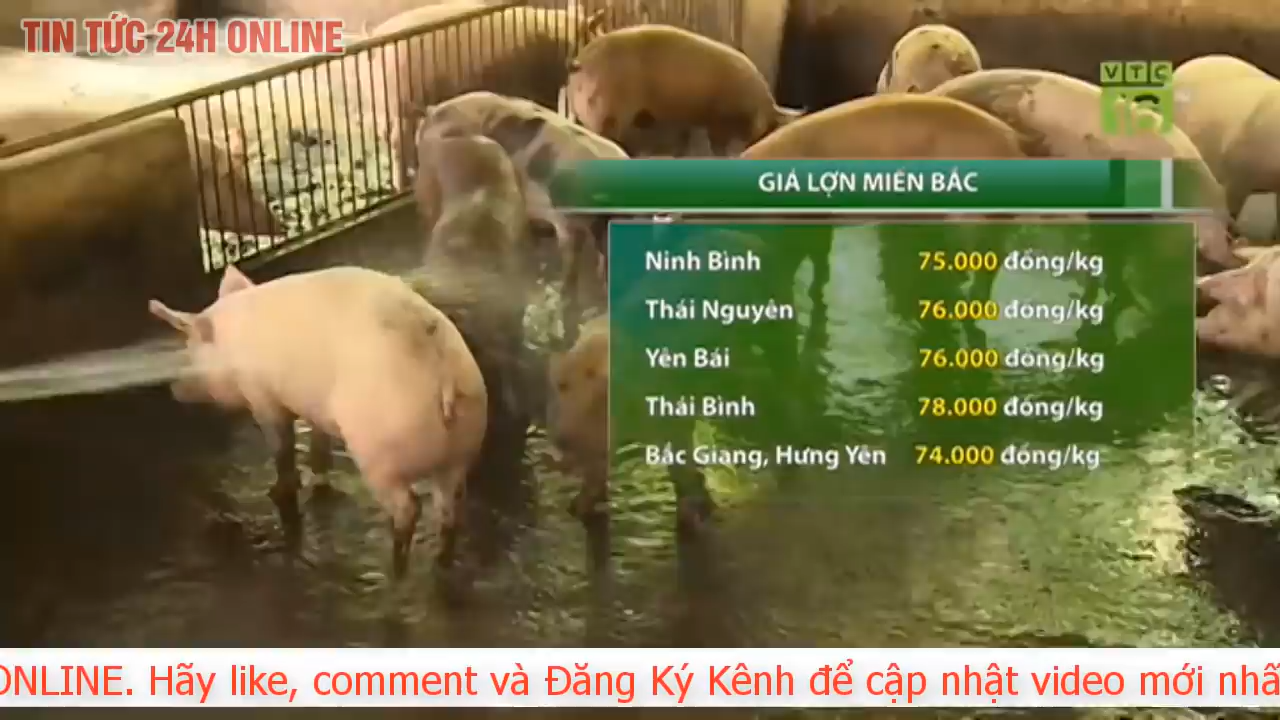 TIN TỨC 24H ONLINE
VTC
16
GIÁ LỢN MIỀN BẮC
Ninh Bình 75.000 đồng/kg
Thái Nguyên 76.000 đồng/kg
Yên Bái 76.000 đồng/kg
Thái Bình 78.000 đồng/kg
Bắc Giang, Hưng Yên 74.000 đồng/kg
ONLINE. Hãy like, comment và Đăng Ký Kênh để cập nhật video mới nhấ